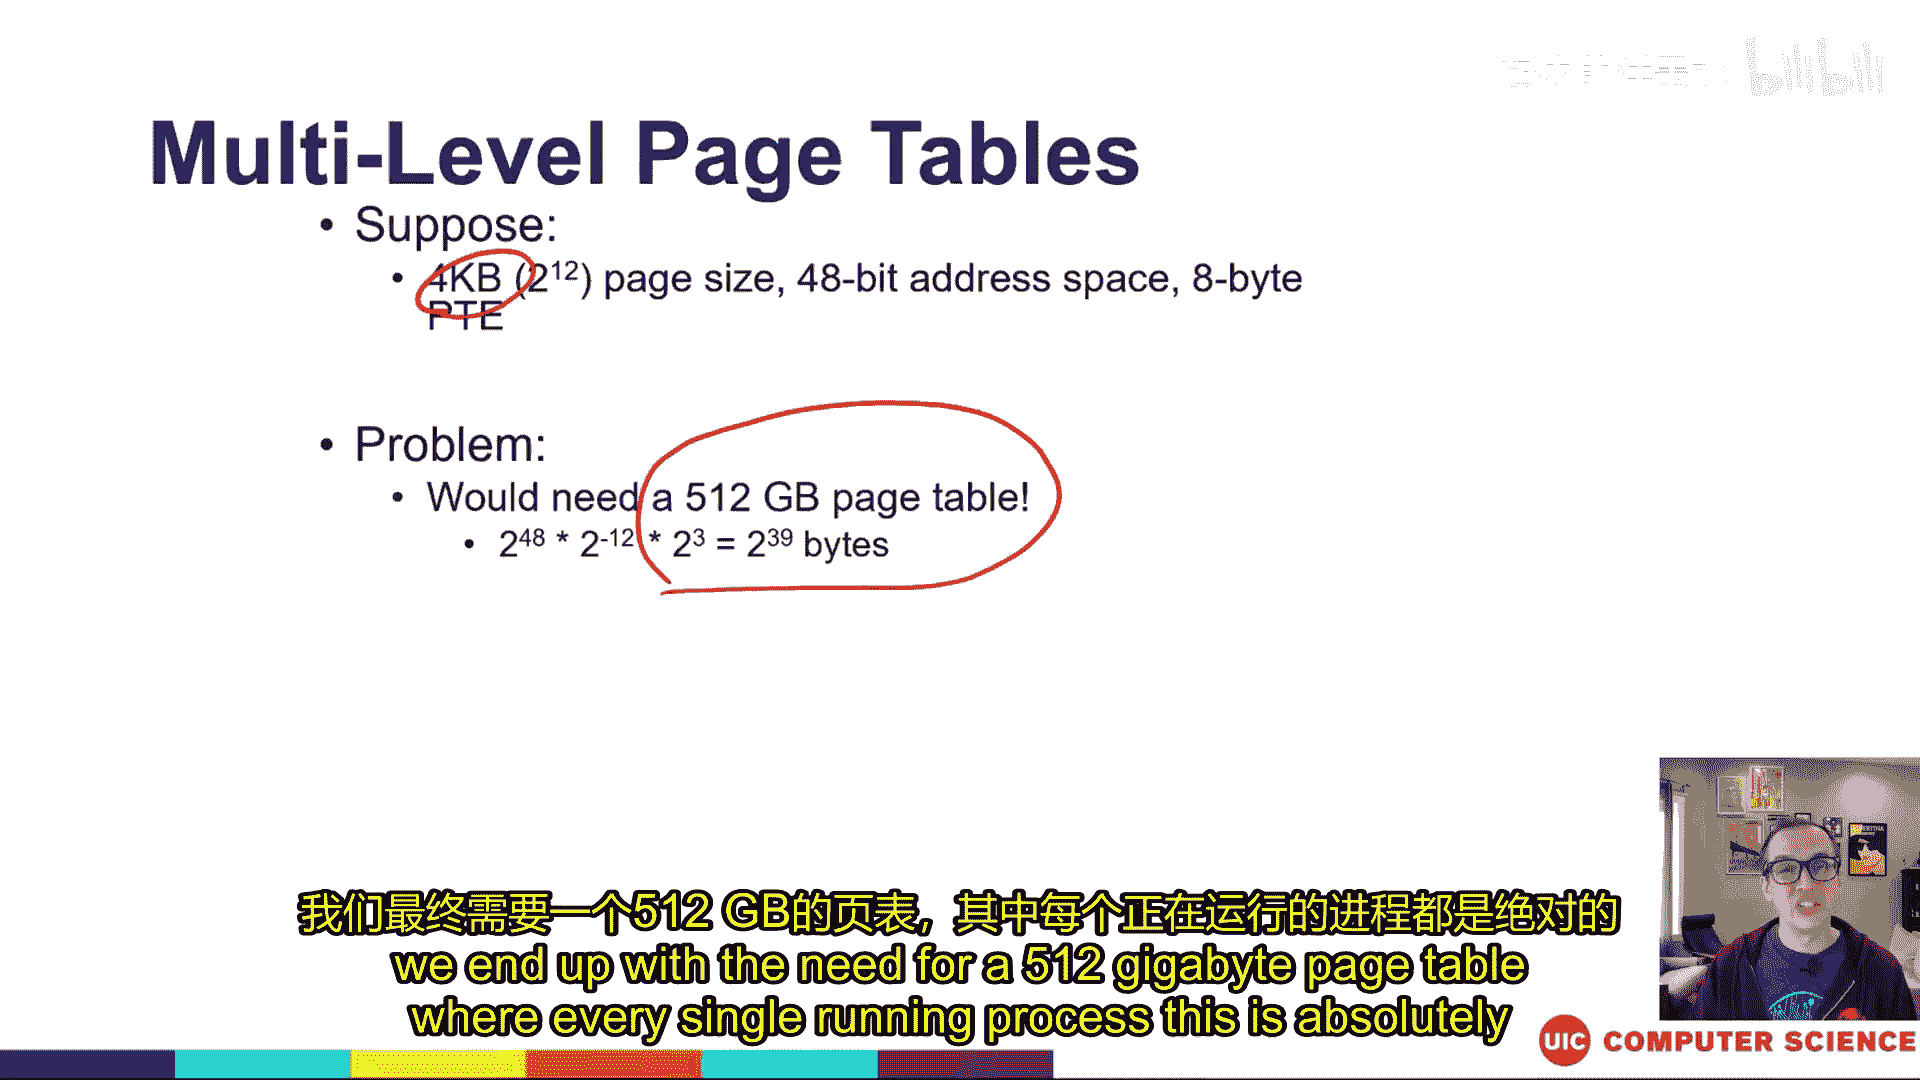 bilibili
Multi-Level Page Tables
• Suppose:
• 4KB (2¹²) page size, 48-bit address space, 8-byte
PTE
• Problem:
• Would need a 512 GB page table!
• 2⁴⁸ * 2⁻¹² * 2³ = 2³⁹ bytes
我们最终需要一个512 GB的页表，其中每个正在运行的进程都是绝对的
we end up with the need for a 512 gigabyte page table
where every single running process this is absolutely
UIC COMPUTER SCIENCE